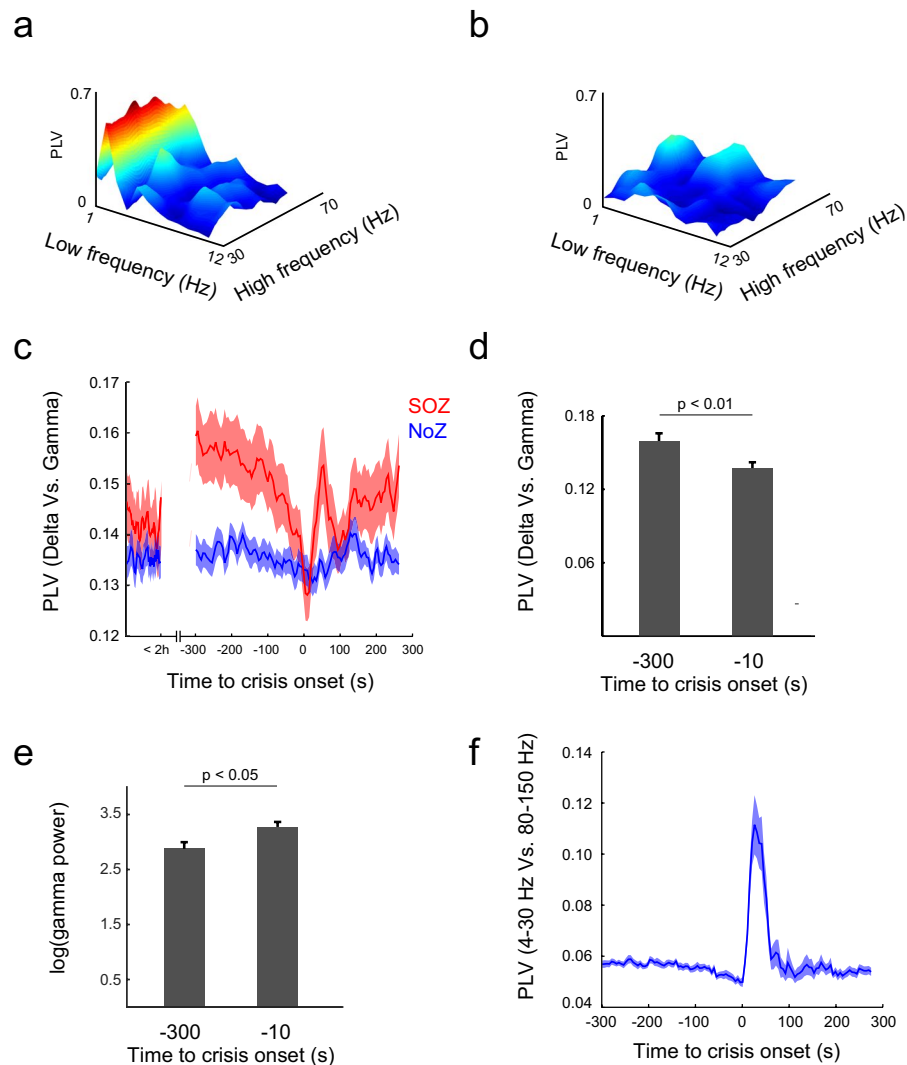 a
0.7
PLV
0
1
Low frequency (Hz)
12
30
70
High frequency (Hz)
b
0.7
PLV
0
1
Low frequency (Hz)
12
30
70
High frequency (Hz)
c
0.17
0.16
0.15
0.14
0.13
0.12
PLV (Delta Vs. Gamma)
SOZ
NoZ
< 2h
-300
-200
-100
0
100
200
300
Time to crisis onset (s)
d
p < 0.01
0.18
0.12
0.06
PLV (Delta Vs. Gamma)
-300
-10
Time to crisis onset (s)
e
p < 0.05
3.5
2.5
1.5
0.5
log(gamma power)
-300
-10
Time to crisis onset (s)
f
0.14
0.12
0.10
0.08
0.06
0.04
PLV (4-30 Hz Vs. 80-150 Hz)
-300
-200
-100
0
100
200
300
Time to crisis onset (s)